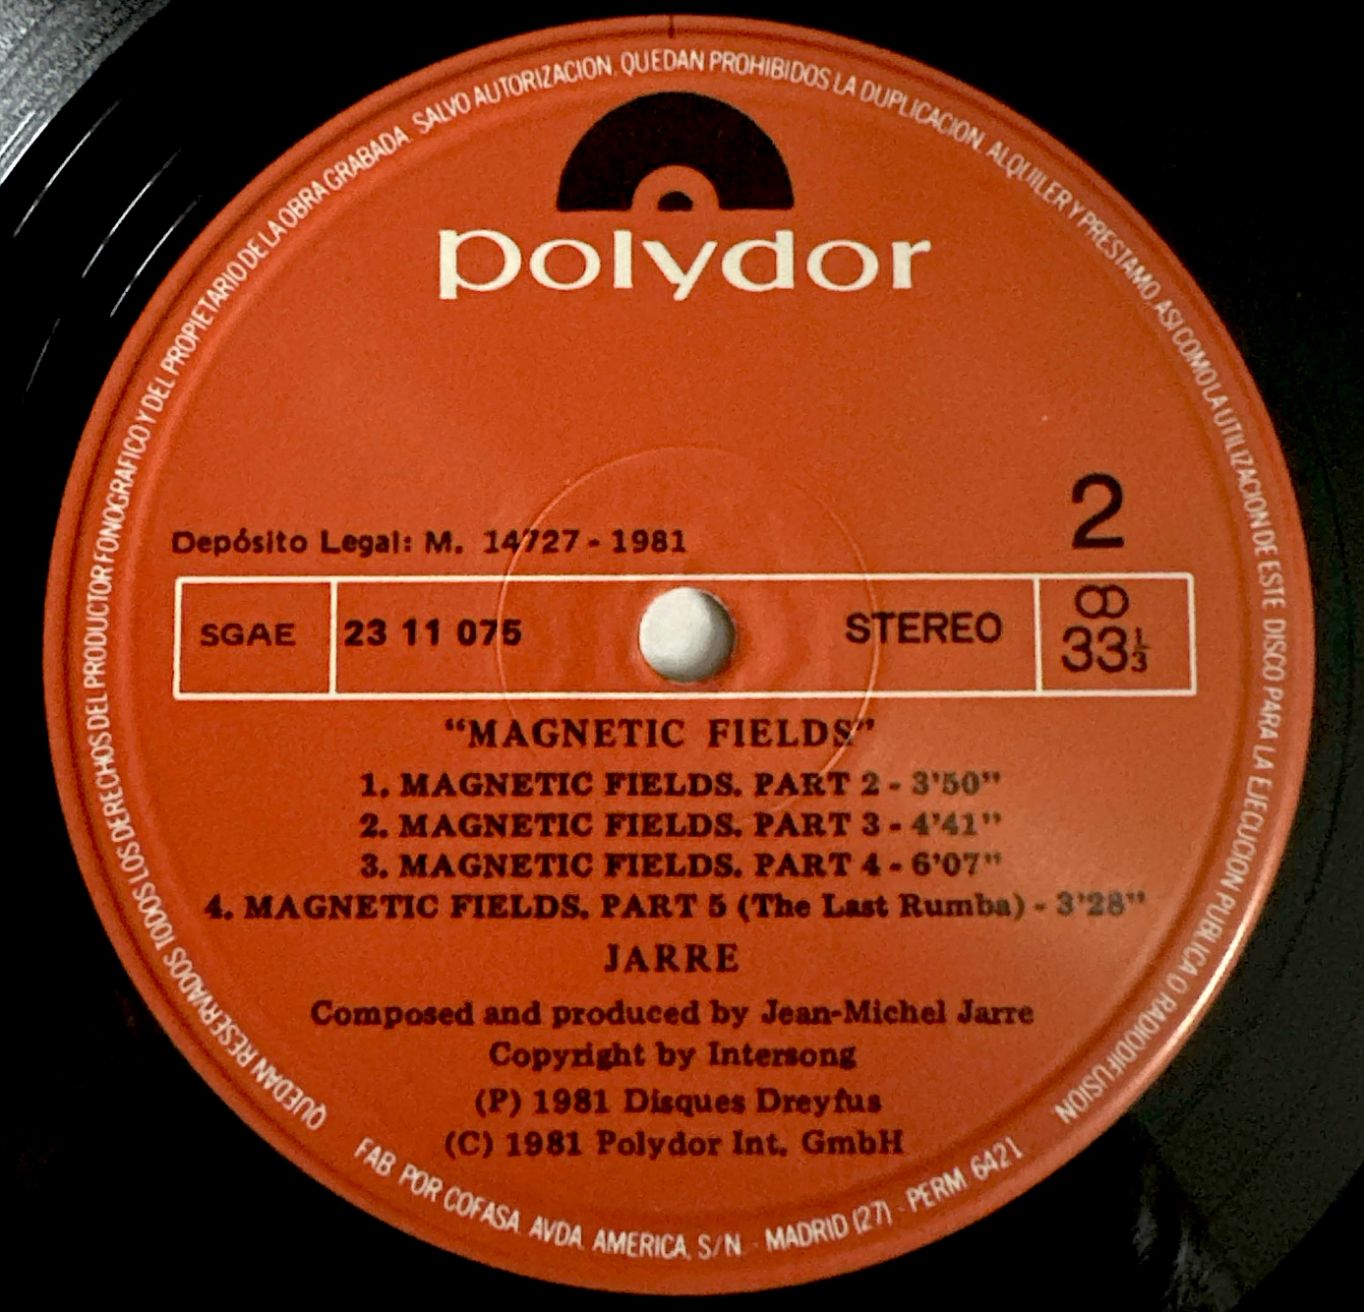 QUEDAN RESERVADOS TODOS LOS DERECHOS DEL PRODUCTOR FONOGRAFICO Y DEL PROPIETARIO DE LA OBRA GRABADA. SALVO AUTORIZACION, QUEDAN PROHIBIDOS LA DUPLICACION, ALQUILER Y PRESTAMO, ASI COMO LA UTILIZACION DE ESTE DISCO PARA LA EJECUCION PUBLICA O RADIODIFUSION
polydor
2
Depósito Legal: M. 14727 - 1981
SGAE 23 11 075 STEREO 33⅓
"MAGNETIC FIELDS"
1. MAGNETIC FIELDS. PART 2 - 3'50"
2. MAGNETIC FIELDS. PART 3 - 4'41"
3. MAGNETIC FIELDS. PART 4 - 6'07"
4. MAGNETIC FIELDS. PART 5 (The Last Rumba) - 3'28"
JARRE
Composed and produced by Jean-Michel Jarre
Copyright by Intersong
(P) 1981 Disques Dreyfus
(C) 1981 Polydor Int. GmbH
FAB. POR COFASA. AVDA. AMERICA, S/N. - MADRID (27) - PERM 6421